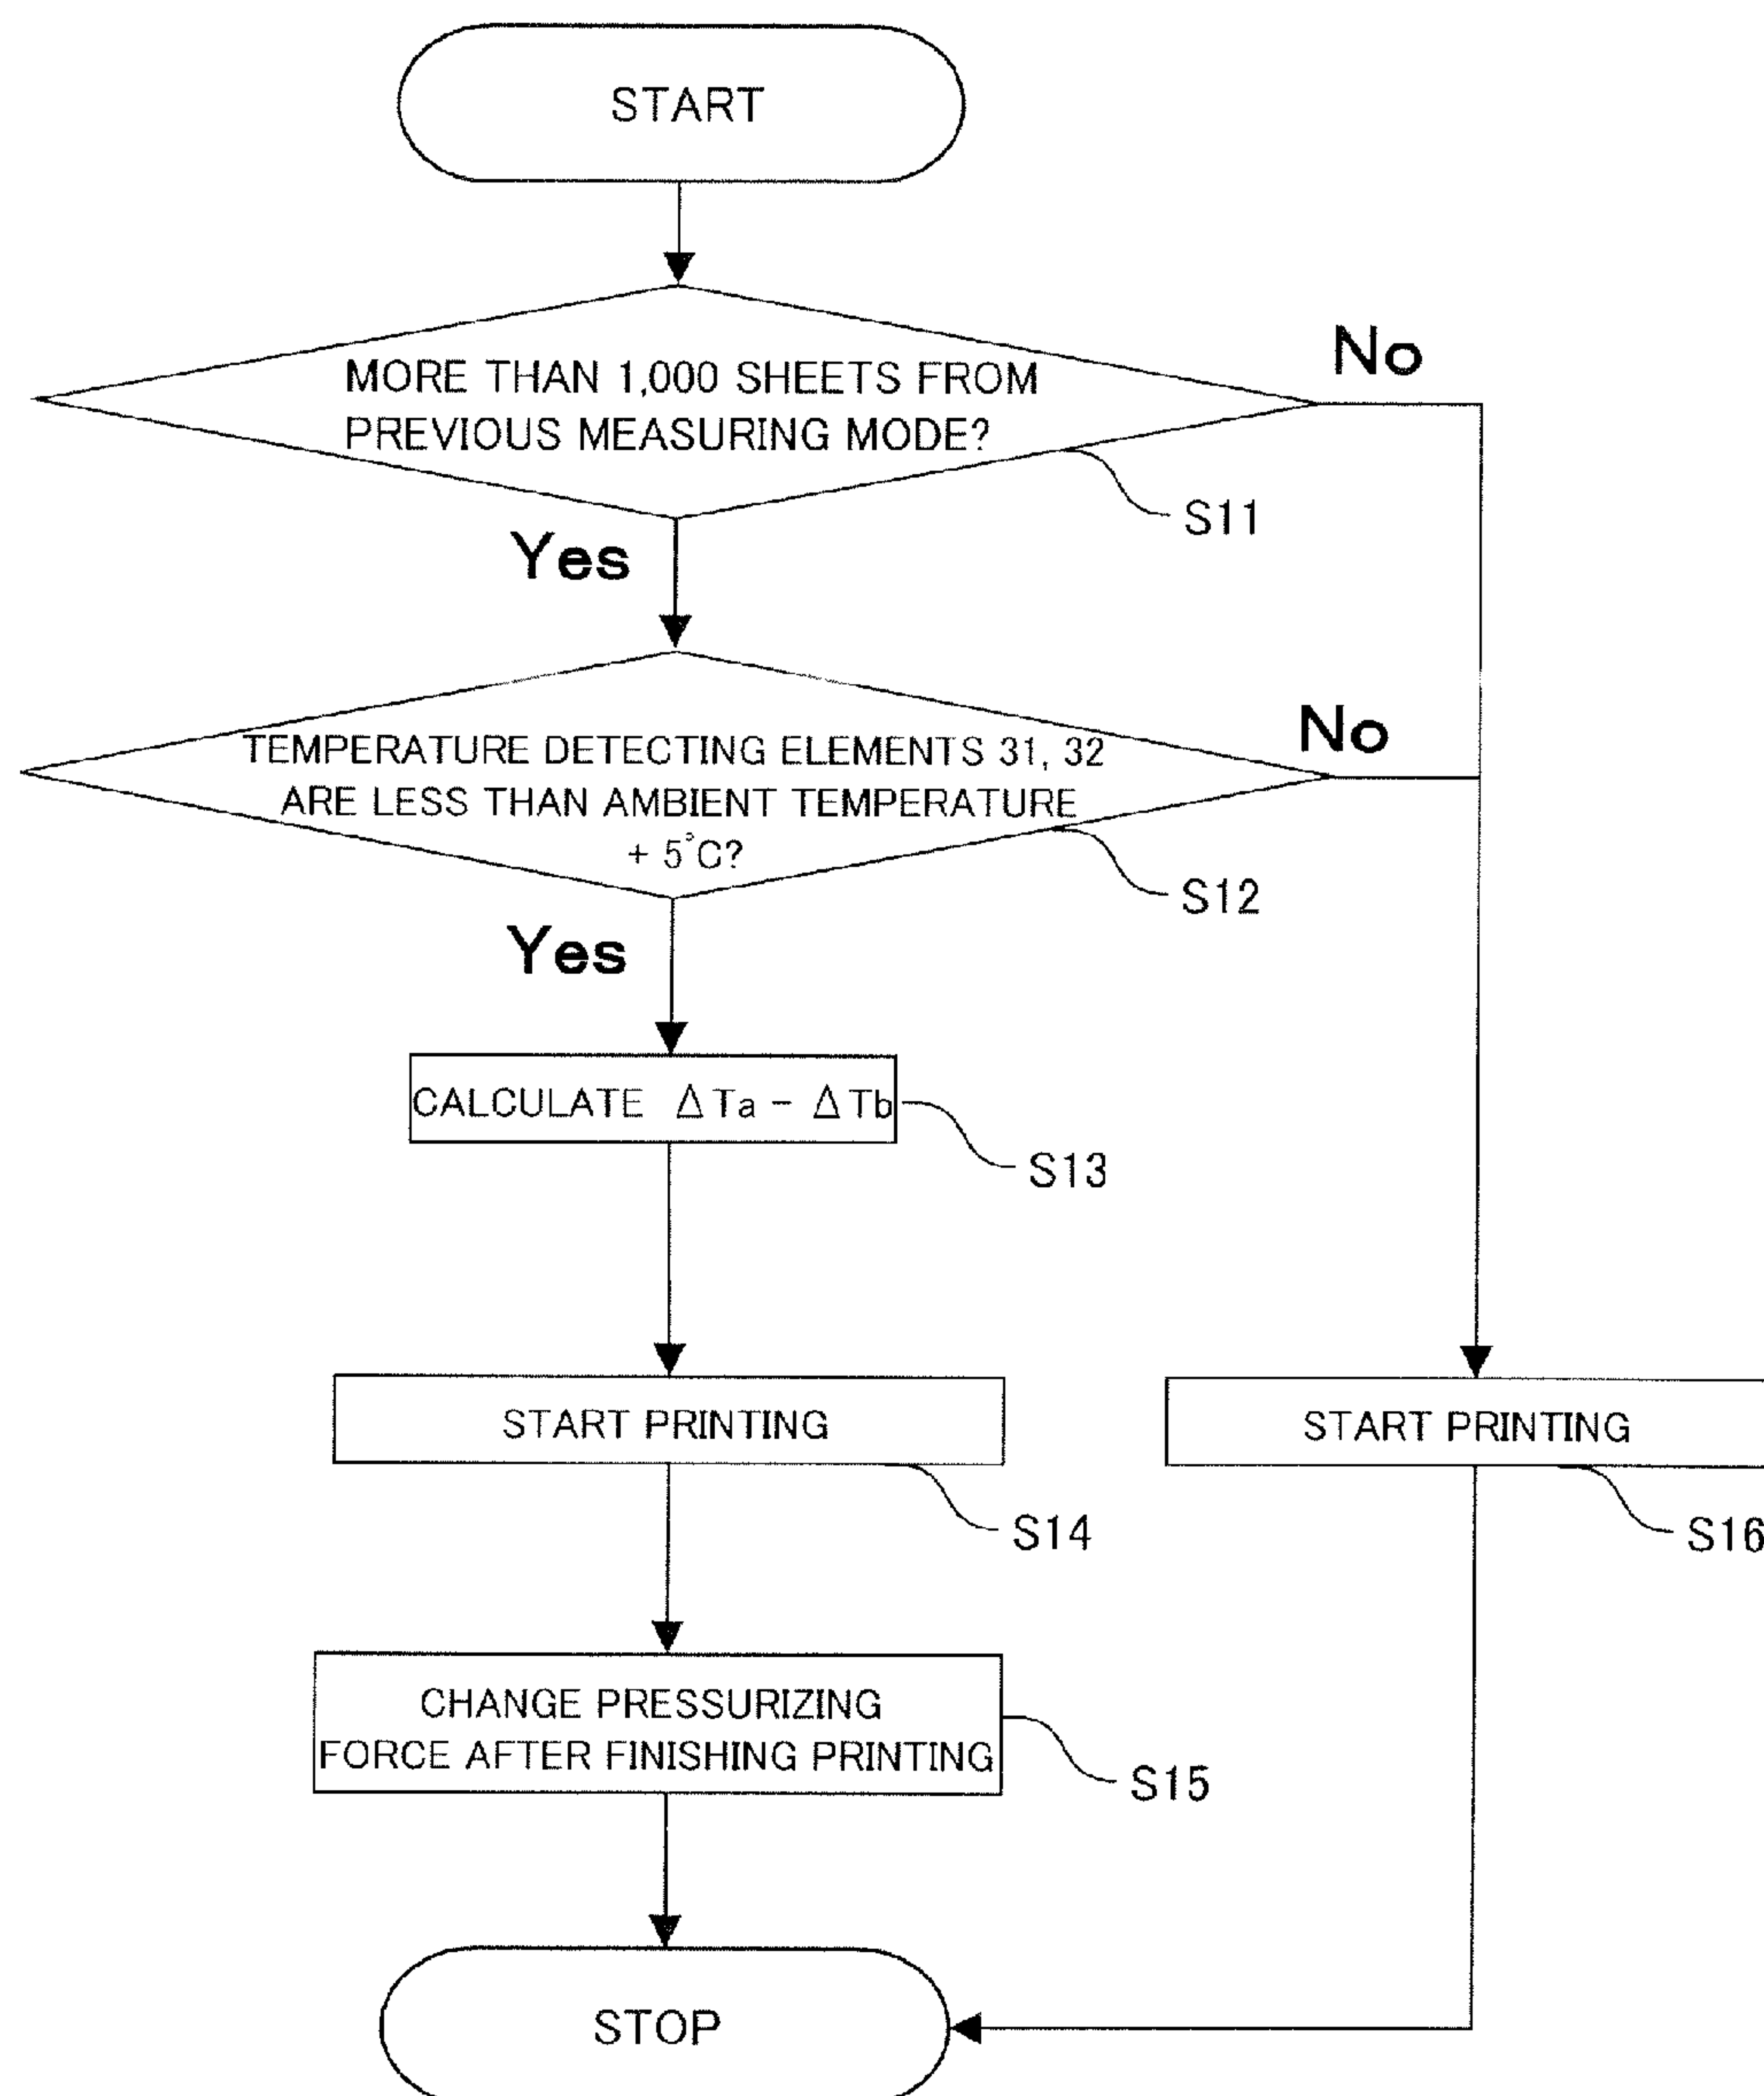 START
MORE THAN 1,000 SHEETS FROM
PREVIOUS MEASURING MODE?
No
S11
Yes
TEMPERATURE DETECTING ELEMENTS 31, 32
ARE LESS THAN AMBIENT TEMPERATURE
+ 5°C?
No
S12
Yes
CALCULATE ΔTa - ΔTb
S13
START PRINTING
S14
START PRINTING
S16
CHANGE PRESSURIZING
FORCE AFTER FINISHING PRINTING
S15
STOP